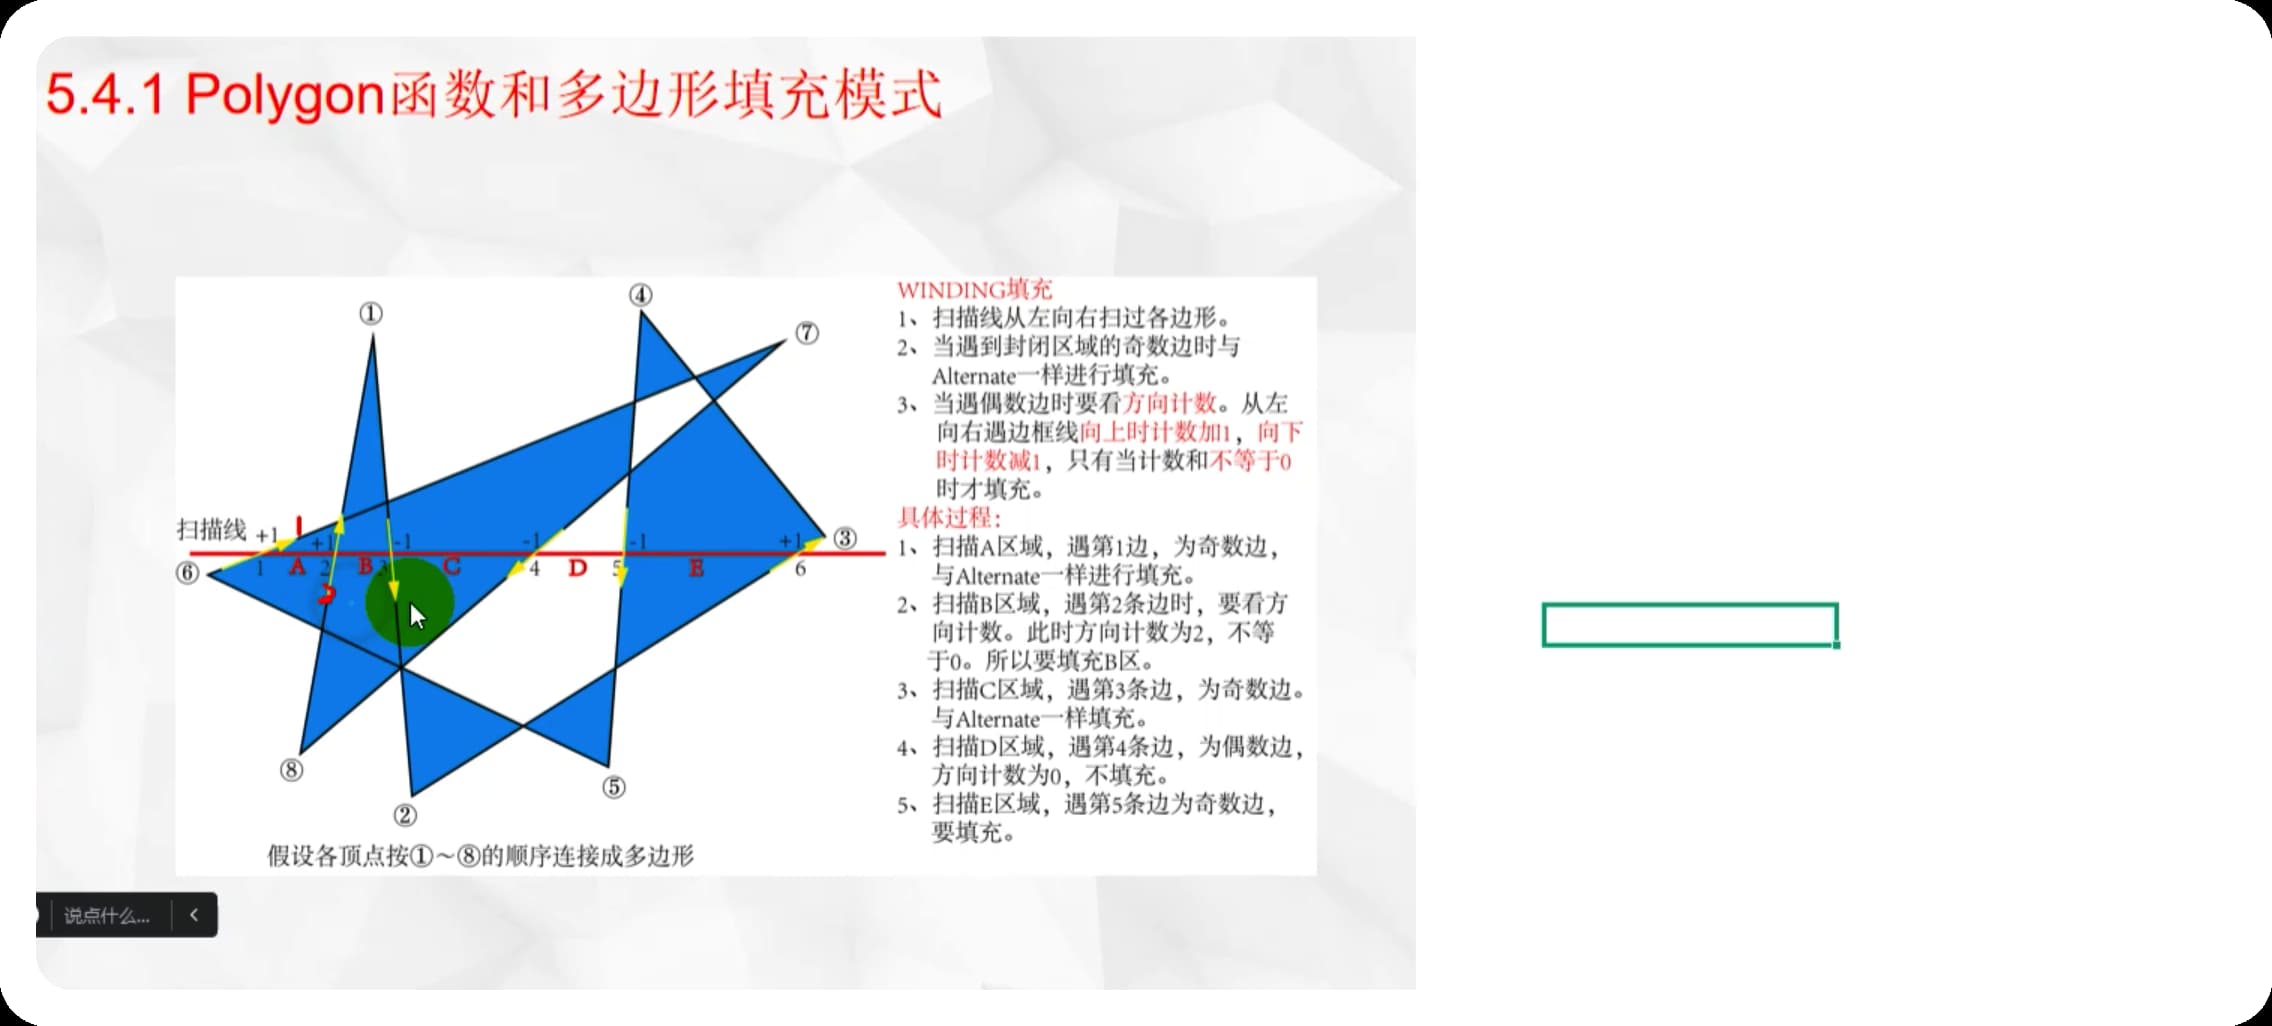 5.4.1 Polygon函数和多边形填充模式
①
④
⑦
扫描线
+1
+1
-1
-1
-1
+1
③
⑥
1
A
2
B
3
C
4
D
5
E
6
⑧
②
⑤
假设各顶点按①~⑧的顺序连接成多边形
WINDING填充
1、扫描线从左向右扫过各边形。
2、当遇到封闭区域的奇数边时与
Alternate一样进行填充。
3、当遇偶数边时要看方向计数。从左
向右遇边框线向上时计数加1，向下
时计数减1，只有当计数和不等于0
时才填充。
具体过程：
1、扫描A区域，遇第1边，为奇数边，
与Alternate一样进行填充。
2、扫描B区域，遇第2条边时，要看方
向计数。此时方向计数为2，不等
于0。所以要填充B区。
3、扫描C区域，遇第3条边，为奇数边。
与Alternate一样填充。
4、扫描D区域，遇第4条边，为偶数边，
方向计数为0，不填充。
5、扫描E区域，遇第5条边为奇数边，
要填充。
说点什么...